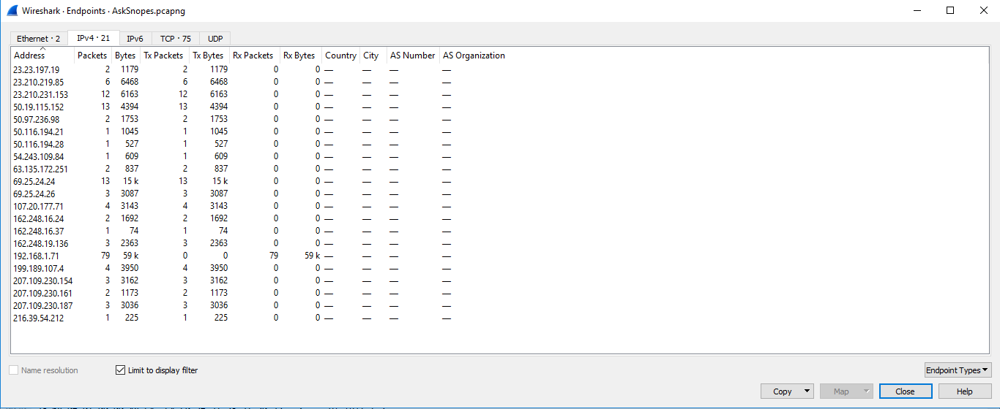 Wireshark · Endpoints · AskSnopes.pcapng
Ethernet · 2 IPv4 · 21 IPv6 TCP · 75 UDP
Address Packets Bytes Tx Packets Tx Bytes Rx Packets Rx Bytes Country City AS Number AS Organization
23.23.197.19 2 1179 2 1179 0 0 — — — —
23.210.219.85 6 6468 6 6468 0 0 — — — —
23.210.231.153 12 6163 12 6163 0 0 — — — —
50.19.115.152 13 4394 13 4394 0 0 — — — —
50.97.236.98 2 1753 2 1753 0 0 — — — —
50.116.194.21 1 1045 1 1045 0 0 — — — —
50.116.194.28 1 527 1 527 0 0 — — — —
54.243.109.84 1 609 1 609 0 0 — — — —
63.135.172.251 2 837 2 837 0 0 — — — —
69.25.24.24 13 15 k 13 15 k 0 0 — — — —
69.25.24.26 3 3087 3 3087 0 0 — — — —
107.20.177.71 4 3143 4 3143 0 0 — — — —
162.248.16.24 2 1692 2 1692 0 0 — — — —
162.248.16.37 1 74 1 74 0 0 — — — —
162.248.19.136 3 2363 3 2363 0 0 — — — —
192.168.1.71 79 59 k 0 0 79 59 k — — — —
199.189.107.4 4 3950 4 3950 0 0 — — — —
207.109.230.154 3 3162 3 3162 0 0 — — — —
207.109.230.161 2 1173 2 1173 0 0 — — — —
207.109.230.187 3 3036 3 3036 0 0 — — — —
216.39.54.212 1 225 1 225 0 0 — — — —
Name resolution Limit to display filter Endpoint Types
Copy Map Close Help